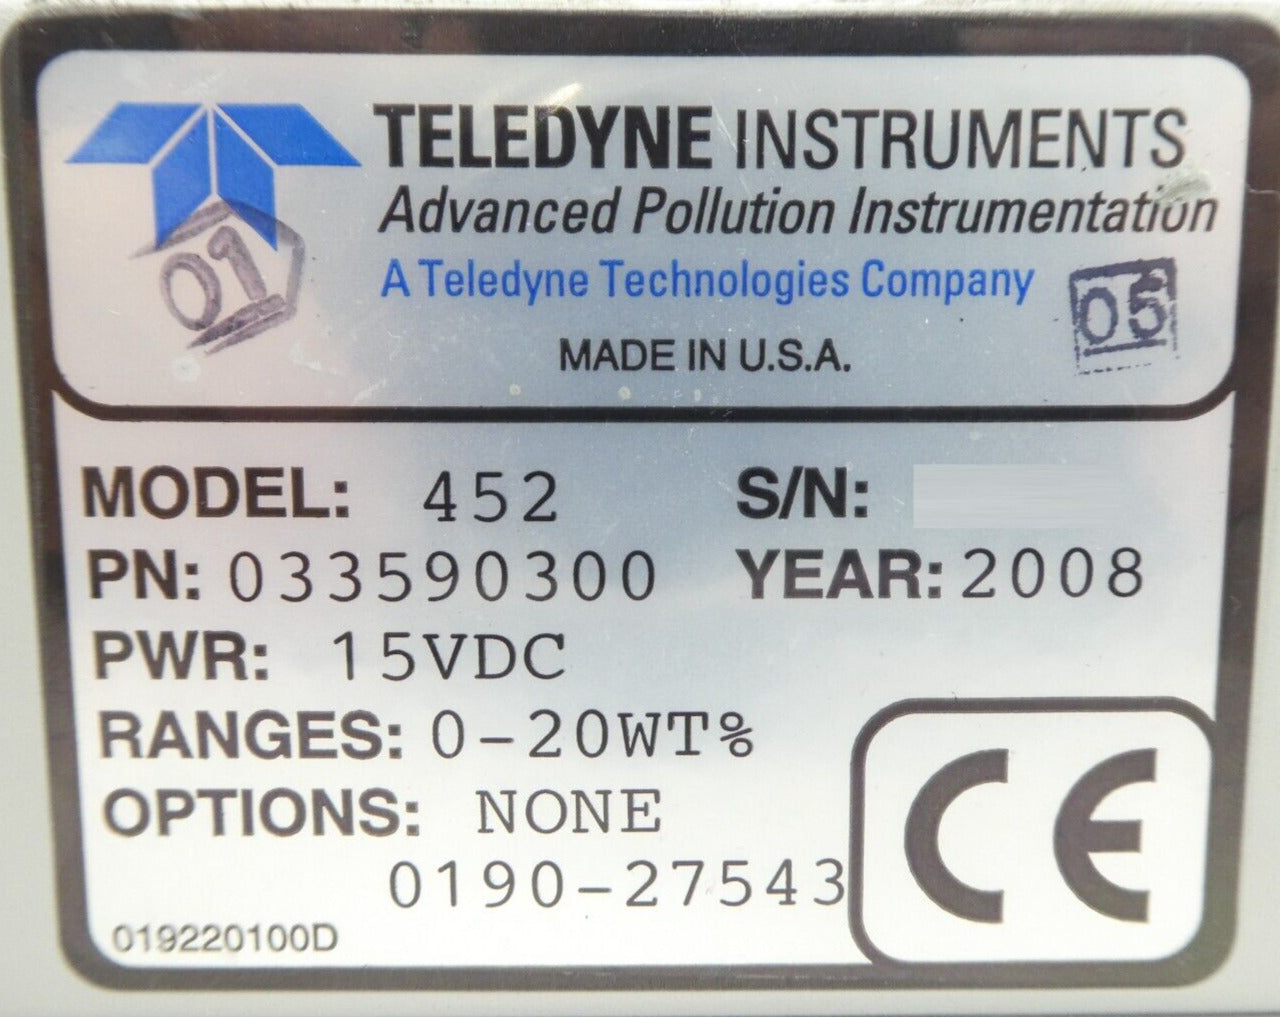 TELEDYNE INSTRUMENTS
Advanced Pollution Instrumentation
A Teledyne Technologies Company
MADE IN U.S.A.
01
05
MODEL: 452
S/N:
PN: 033590300
YEAR: 2008
PWR: 15VDC
RANGES: 0-20WT%
OPTIONS: NONE
0190-27543
019220100D
CE